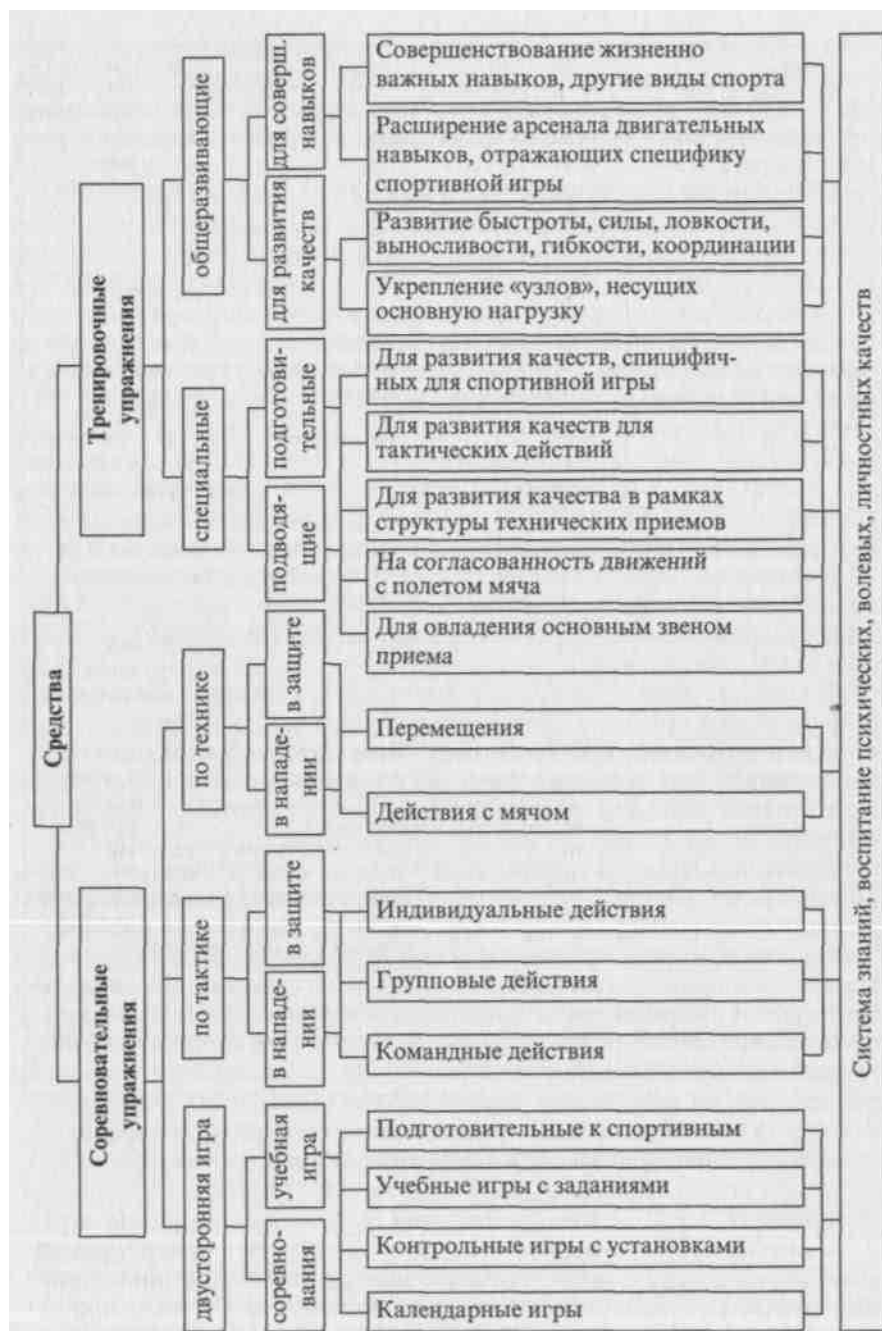 Средства
Соревновательные
упражнения
Тренировочные
упражнения
двусторонняя игра
по тактике
по технике
специальные
общеразвивающие
соревно-
вания
учебная
игра
в нападе-
нии
в защите
в нападе-
нии
в защите
подводя-
щие
подготови-
тельные
для развития
качеств
для соверш.
навыков
Совершенствование жизненно
важных навыков, другие виды спорта
Расширение арсенала двигательных
навыков, отражающих специфику
спортивной игры
Развитие быстроты, силы, ловкости,
выносливости, гибкости, координации
Укрепление «узлов», несущих
основную нагрузку
Для развития качеств, спицифич-
ных для спортивной игры
Для развития качеств для
тактических действий
Для развития качества в рамках
структуры технических приемов
На согласованность движений
с полетом мяча
Для овладения основным звеном
приема
Перемещения
Действия с мячом
Индивидуальные действия
Групповые действия
Командные действия
Подготовительные к спортивным
Учебные игры с заданиями
Контрольные игры с установками
Календарные игры
Система знаний, воспитание психических, волевых, личностных качеств